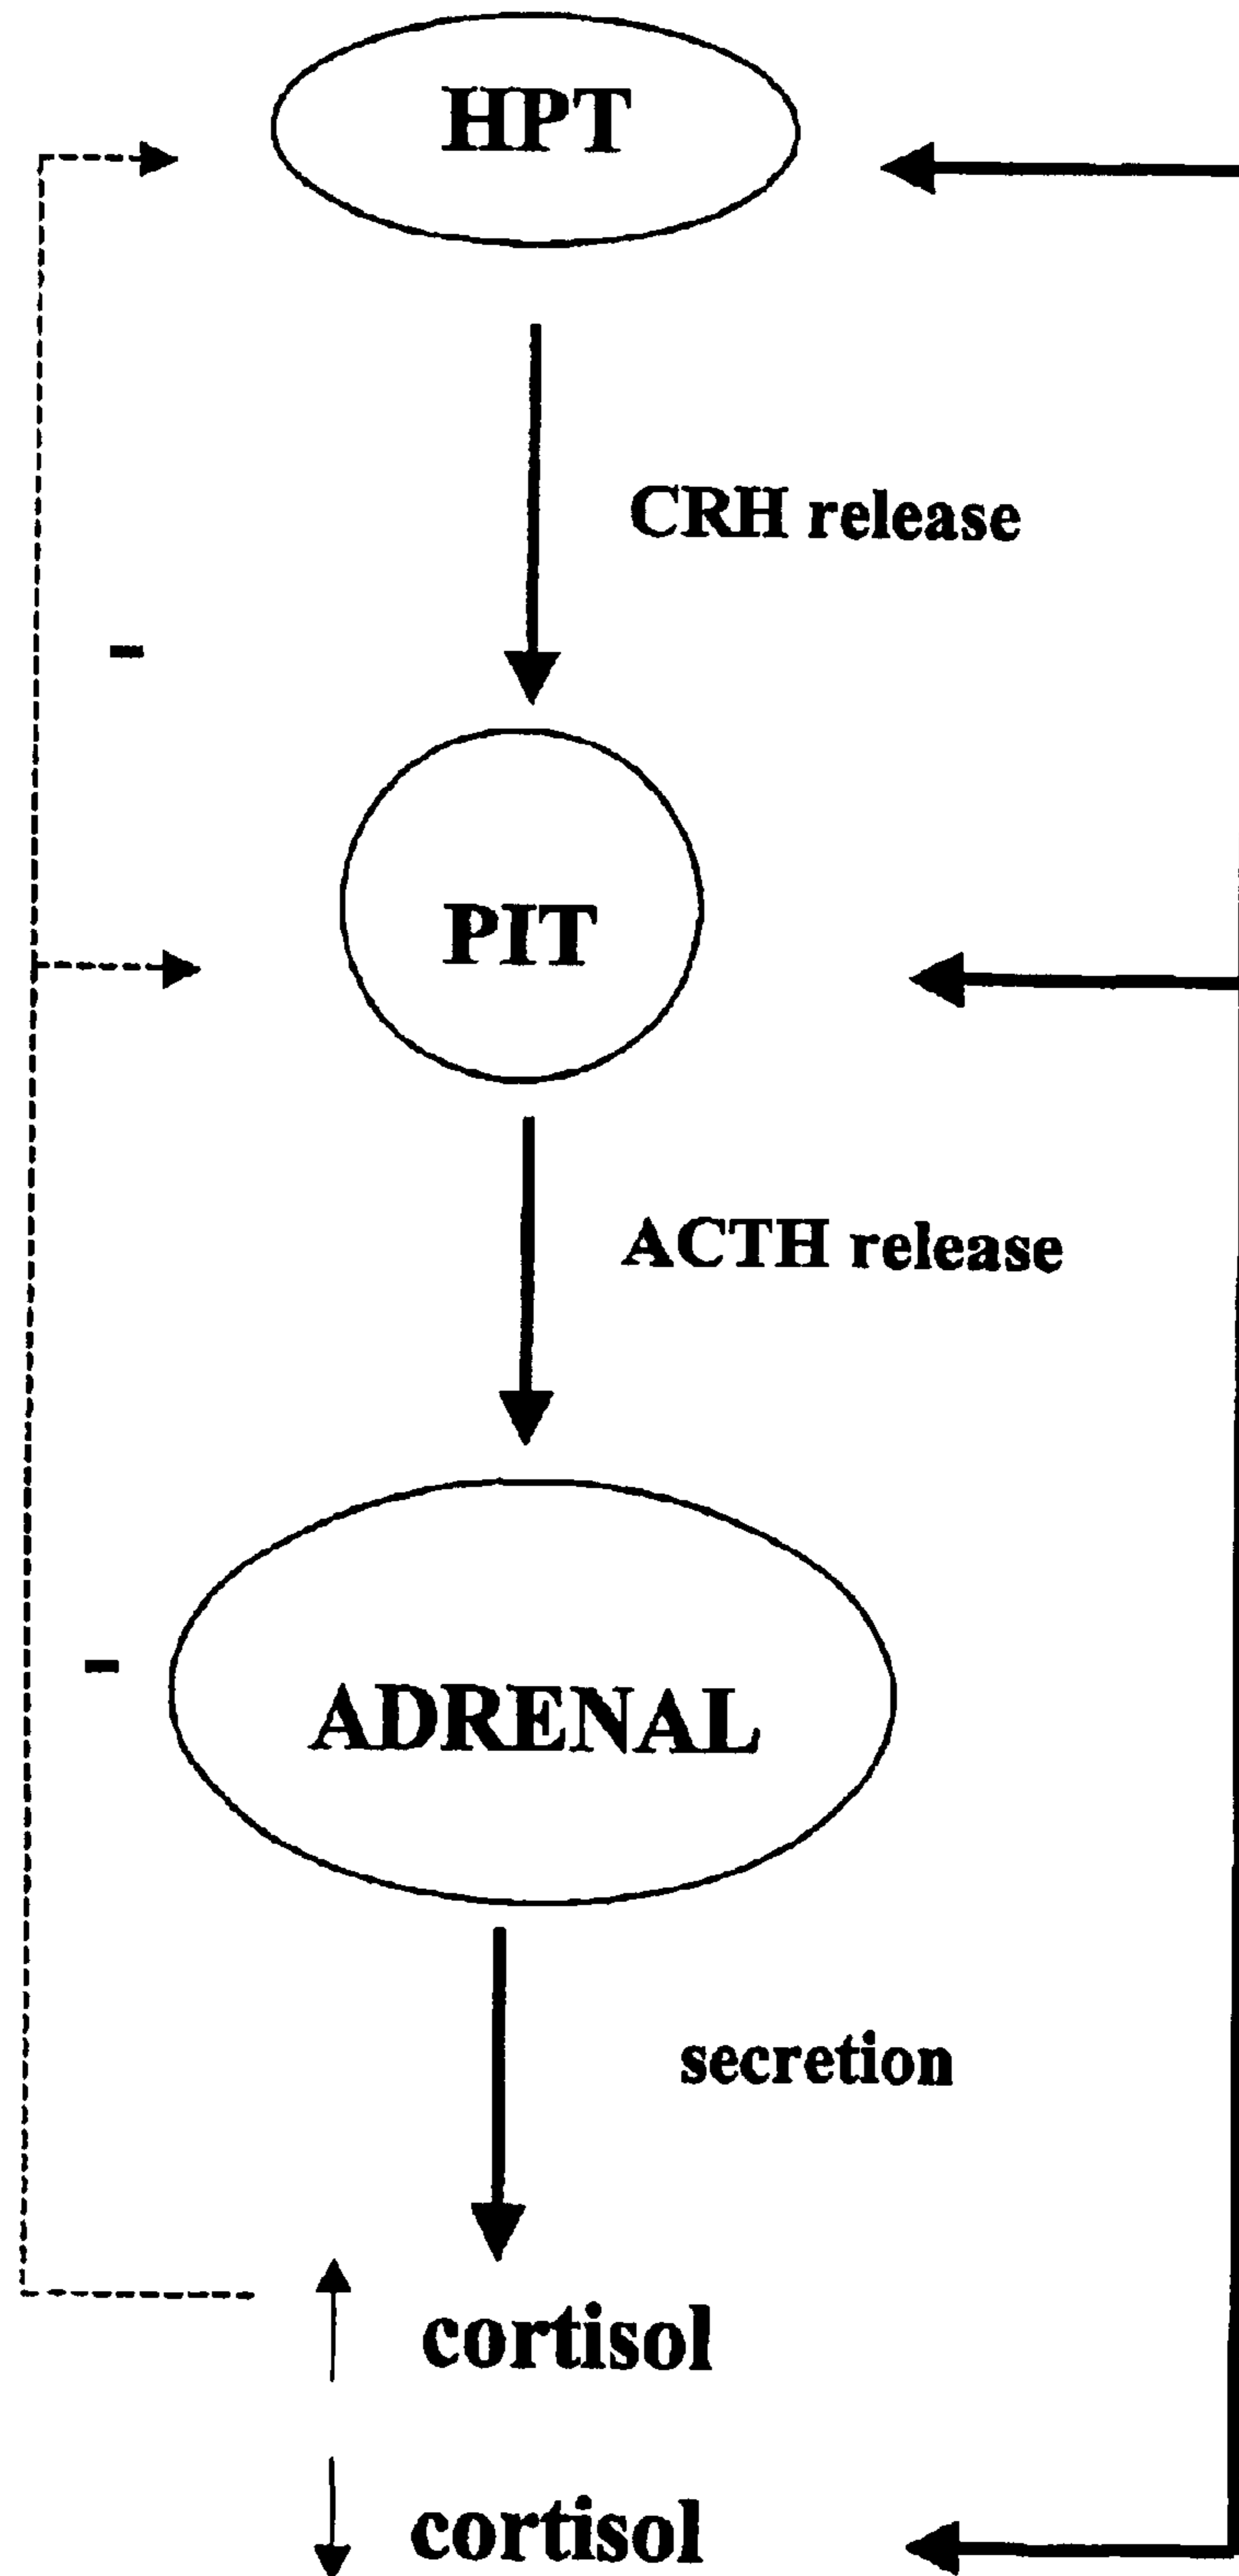 HPT
CRH release
-
PIT
ACTH release
-
ADRENAL
secretion
cortisol
cortisol